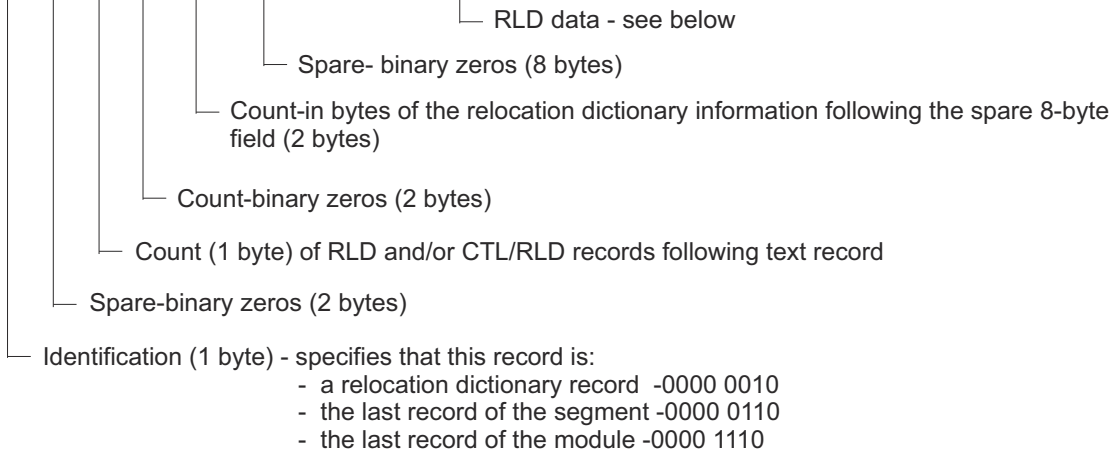 RLD data - see below
Spare- binary zeros (8 bytes)
Count-in bytes of the relocation dictionary information following the spare 8-byte
field (2 bytes)
Count-binary zeros (2 bytes)
Count (1 byte) of RLD and/or CTL/RLD records following text record
Spare-binary zeros (2 bytes)
Identification (1 byte) - specifies that this record is:
- a relocation dictionary record -0000 0010
- the last record of the segment -0000 0110
- the last record of the module -0000 1110